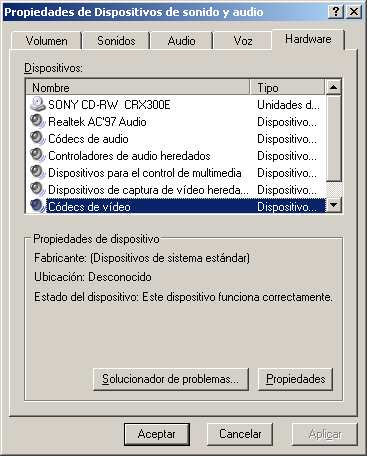 Propiedades de Dispositivos de sonido y audio
Volumen Sonidos Audio Voz Hardware
Dispositivos:
Nombre Tipo
SONY CD-RW CRX300E Unidades d...
Realtek AC'97 Audio Dispositivo...
Códecs de audio Dispositivo...
Controladores de audio heredados Dispositivo...
Dispositivos para el control de multimedia Dispositivo...
Dispositivos de captura de vídeo hereda... Dispositivo...
Códecs de vídeo Dispositivo...
Propiedades de dispositivo
Fabricante: (Dispositivos de sistema estándar)
Ubicación: Desconocido
Estado del dispositivo: Este dispositivo funciona correctamente.
Solucionador de problemas... Propiedades
Aceptar Cancelar Aplicar